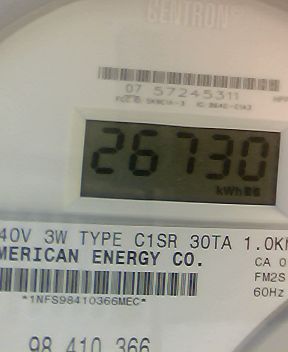 CENTRON
07 57245311
26730
kWh
40V 3W TYPE C1SR 30TA 1.0K
MERICAN ENERGY CO.
CA 0
FM2S
*1NFS98410366MEC*
60Hz
98 410 366